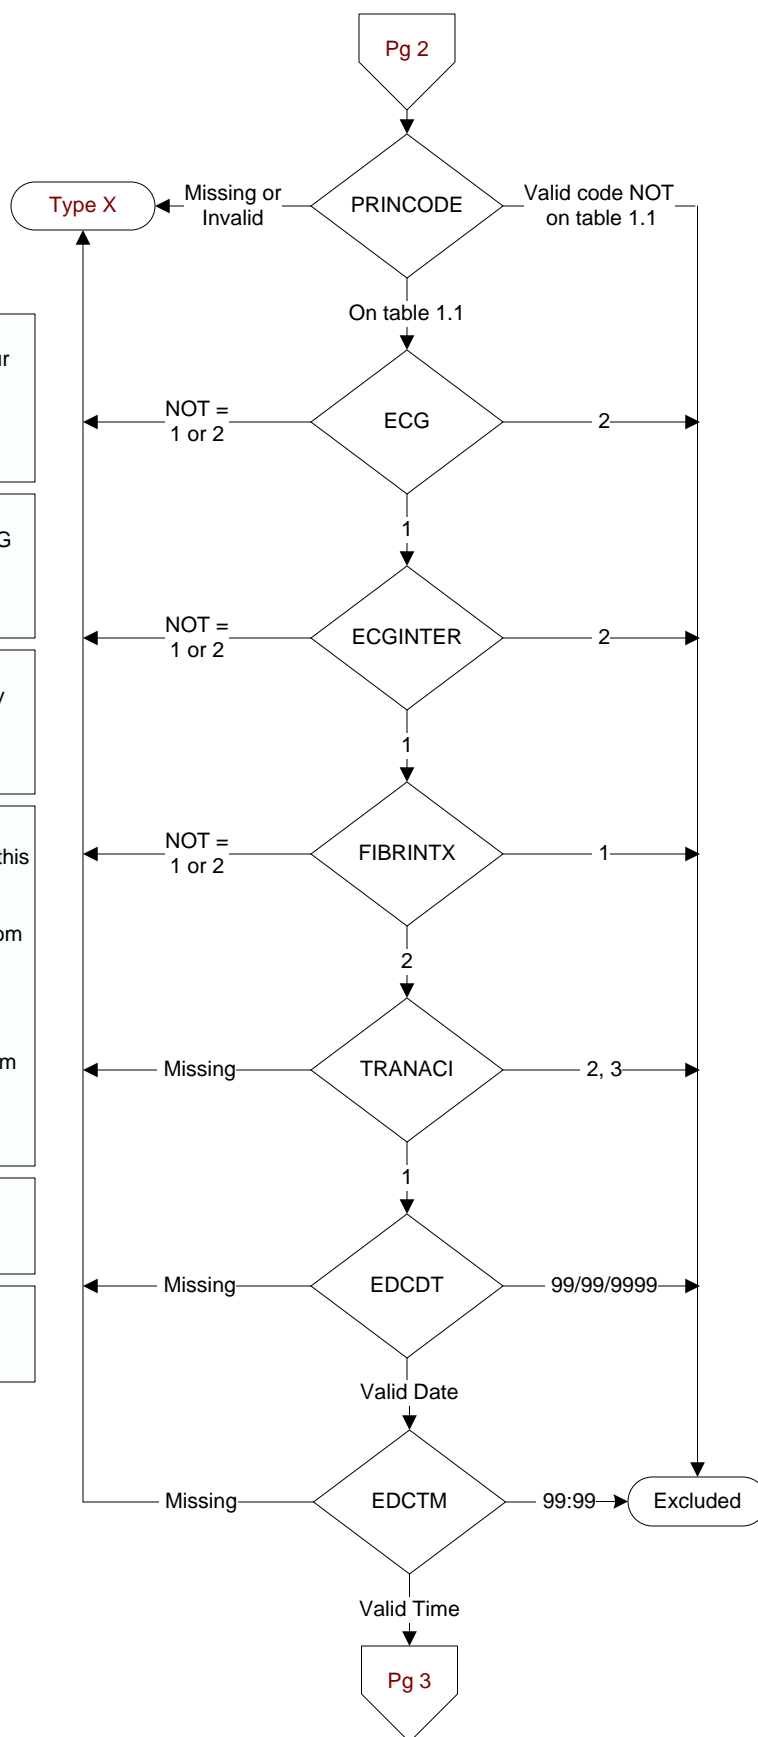 Pg 2
PRINCODE
Missing or
Invalid
Type X
Valid code NOT
on table 1.1
On table 1.1
ur
ECG
NOT =
1 or 2
2
1
G
ECGINTER
NOT =
1 or 2
2
1
y
FIBRINTX
NOT =
1 or 2
1
2
this
om
m
TRANACI
Missing
2, 3
1
EDCDT
Missing
99/99/9999
Valid Date
EDCTM
Missing
99:99
Excluded
Valid Time
Pg 3